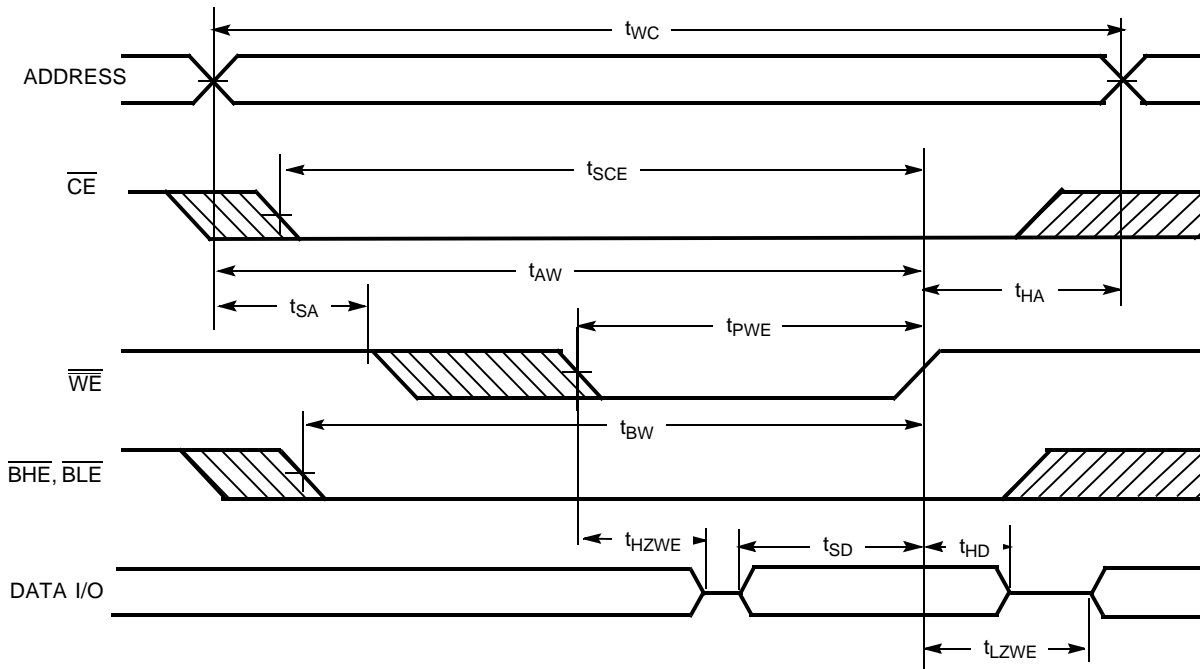 tWC
ADDRESS
tSCE
CE
tAW
tSA
tHA
tPWE
WE
tBW
BHE, BLE
tHZWE
tSD
tHD
DATA I/O
tLZWE